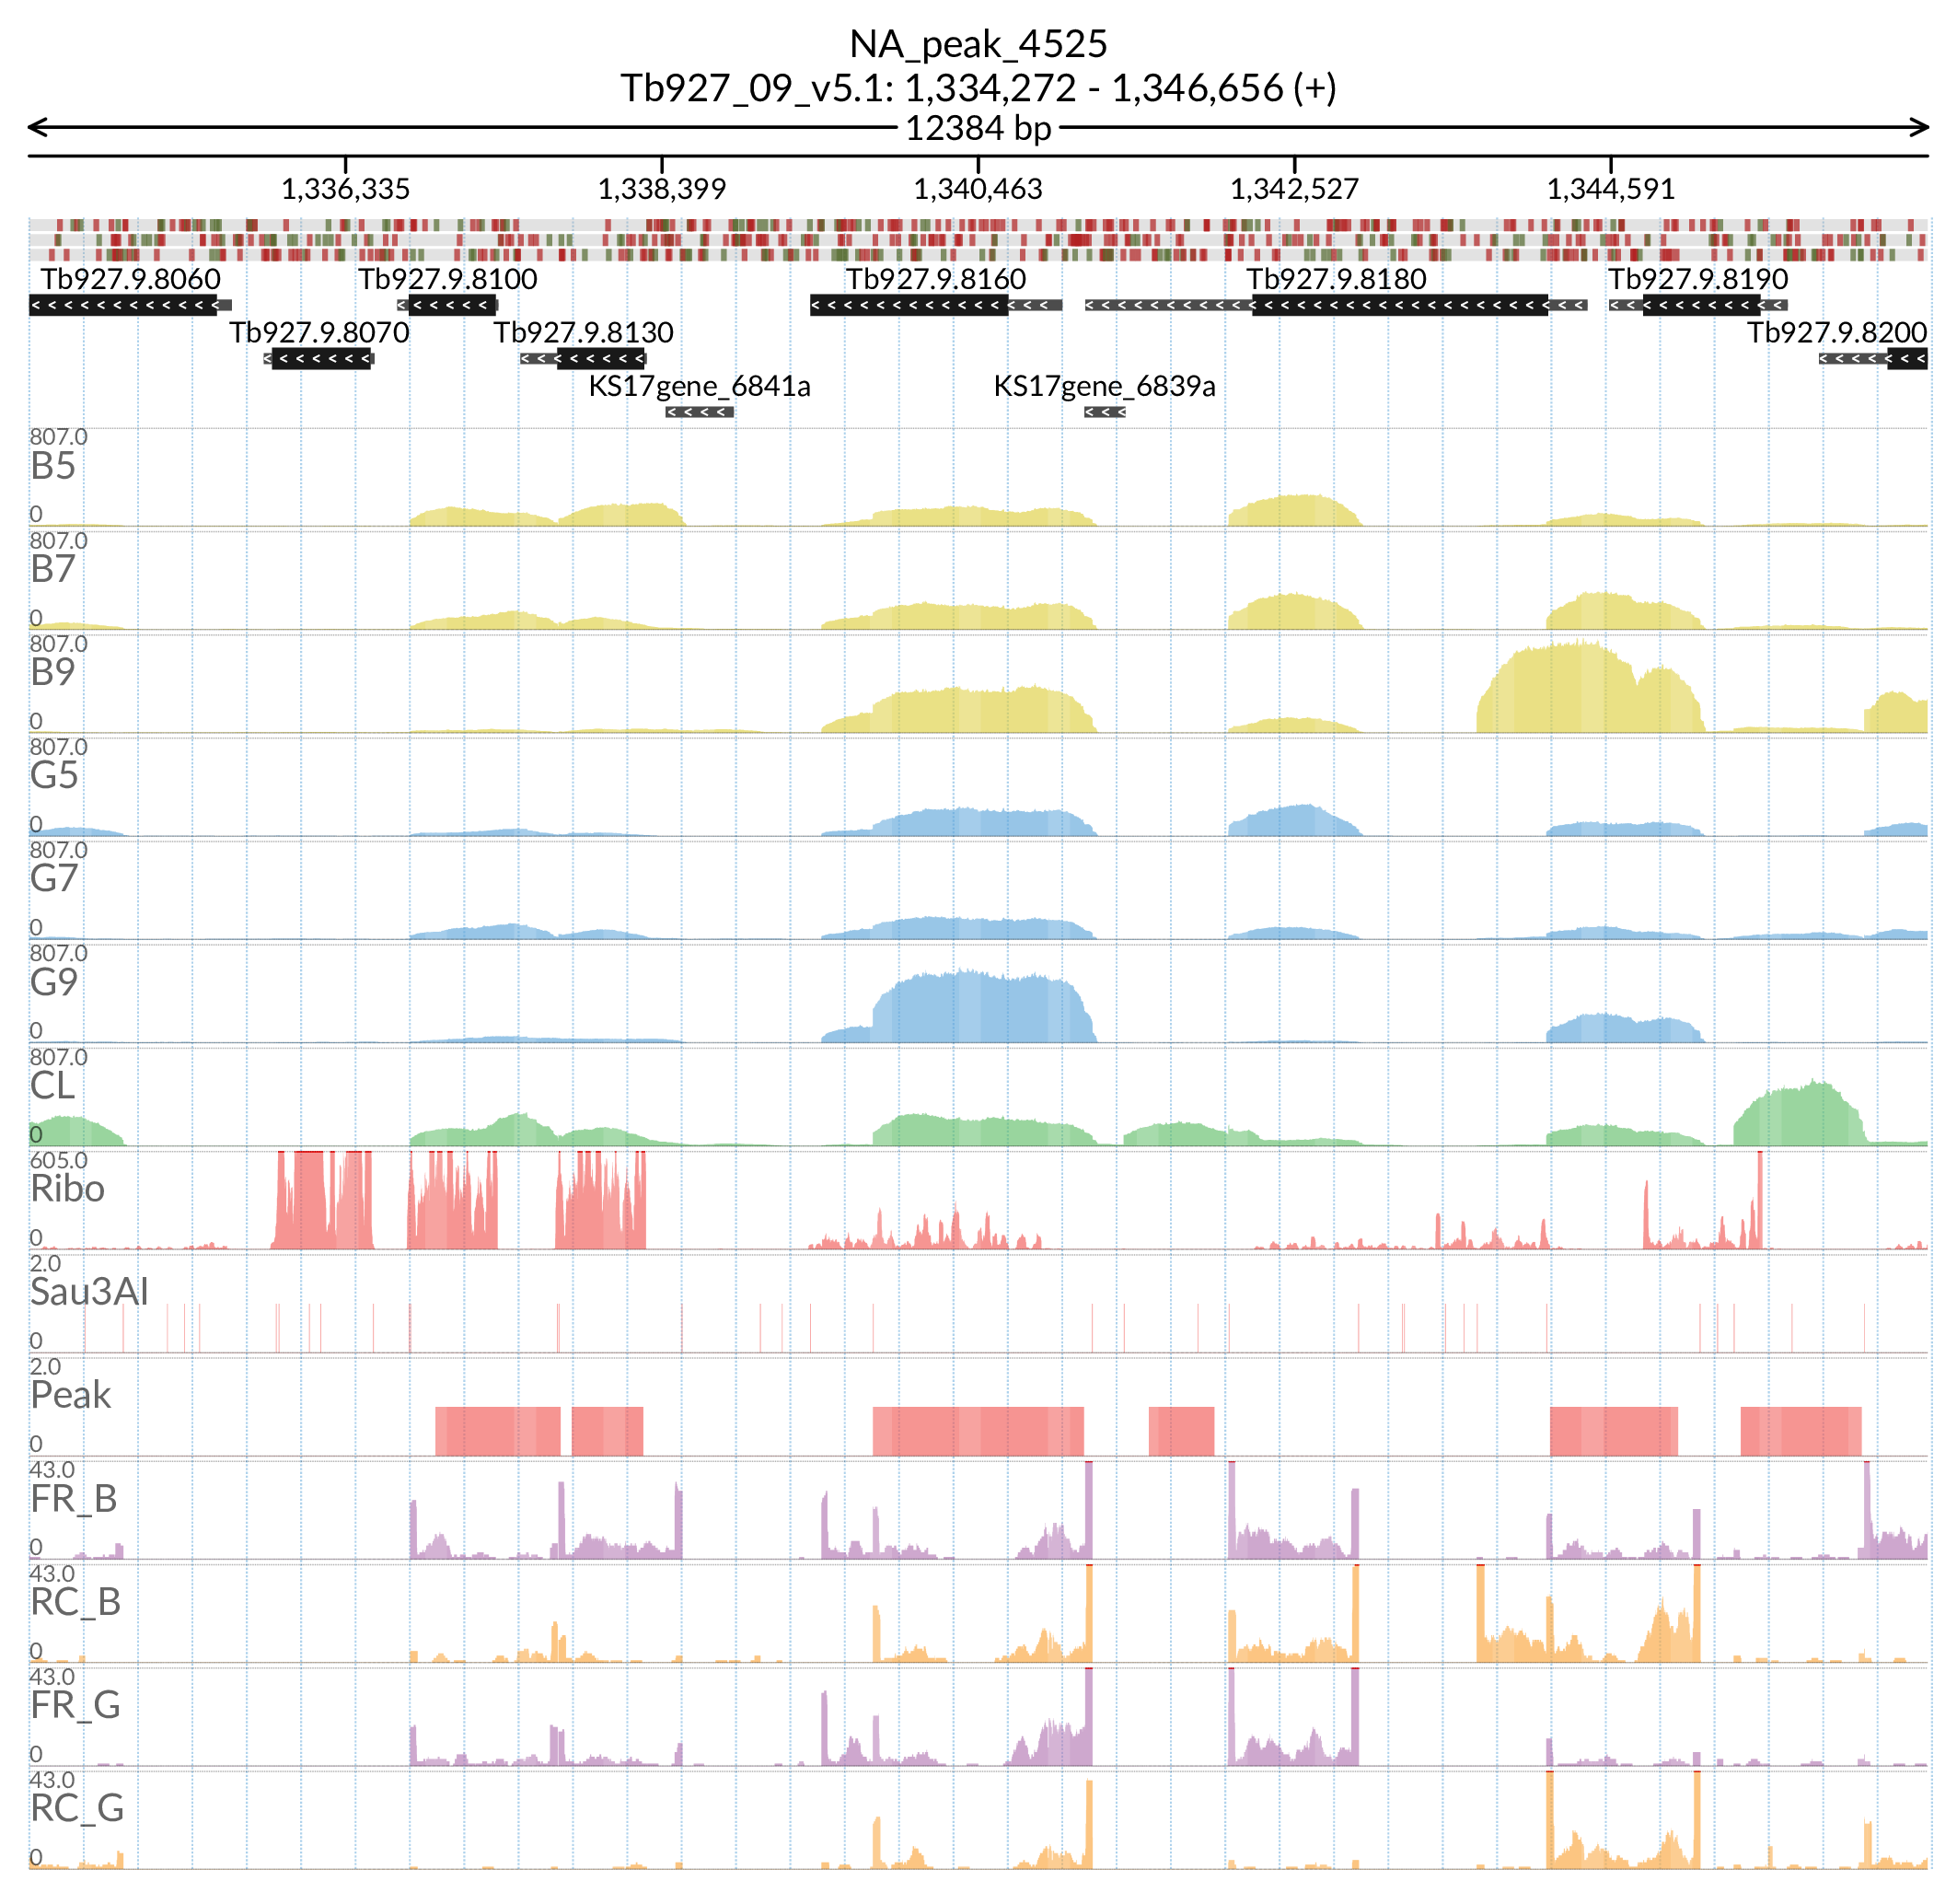 NA_peak_4525
Tb927_09_v5.1: 1,334,272 - 1,346,656 (+)
12384 bp
1,336,335 1,338,399 1,340,463 1,342,527 1,344,591
Tb927.9.8060 Tb927.9.8100 Tb927.9.8160 Tb927.9.8180 Tb927.9.8190
Tb927.9.8070 Tb927.9.8130 Tb927.9.8200
KS17gene_6841a KS17gene_6839a
807.0
B5
0
807.0
B7
0
807.0
B9
0
807.0
G5
0
807.0
G7
0
807.0
G9
0
807.0
CL
0
605.0
Ribo
0
2.0
Sau3AI
0
2.0
Peak
0
43.0
FR_B
0
43.0
RC_B
0
43.0
FR_G
0
43.0
RC_G
0